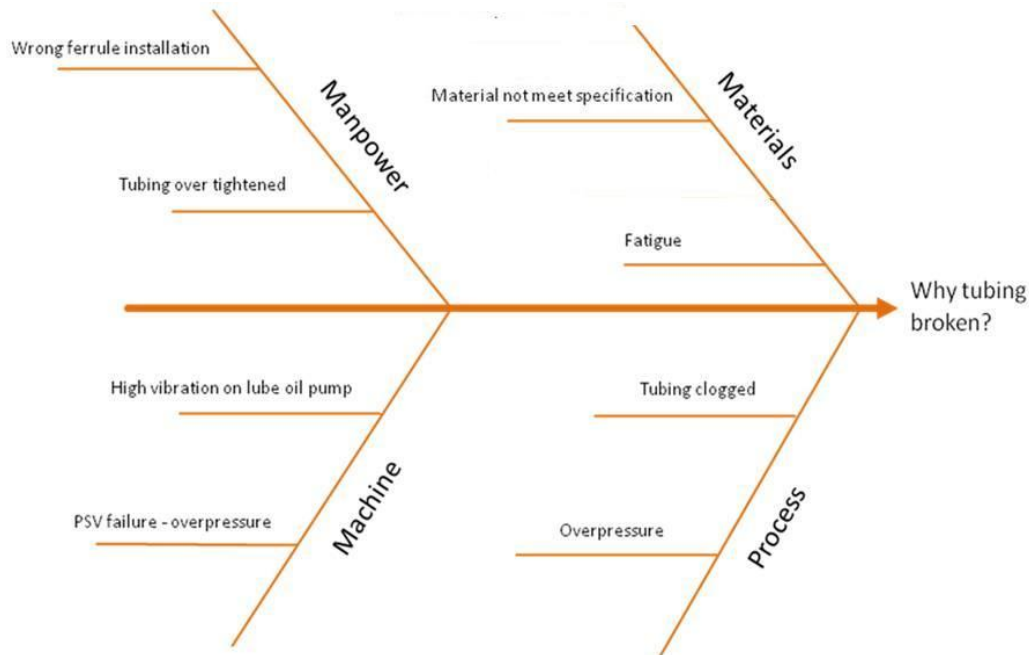 Wrong ferrule installation
Manpower
Tubing over tightened
Material not meet specification
Materials
Fatigue
Why tubing
broken?
High vibration on lube oil pump
Machine
PSV failure - overpressure
Tubing clogged
Process
Overpressure